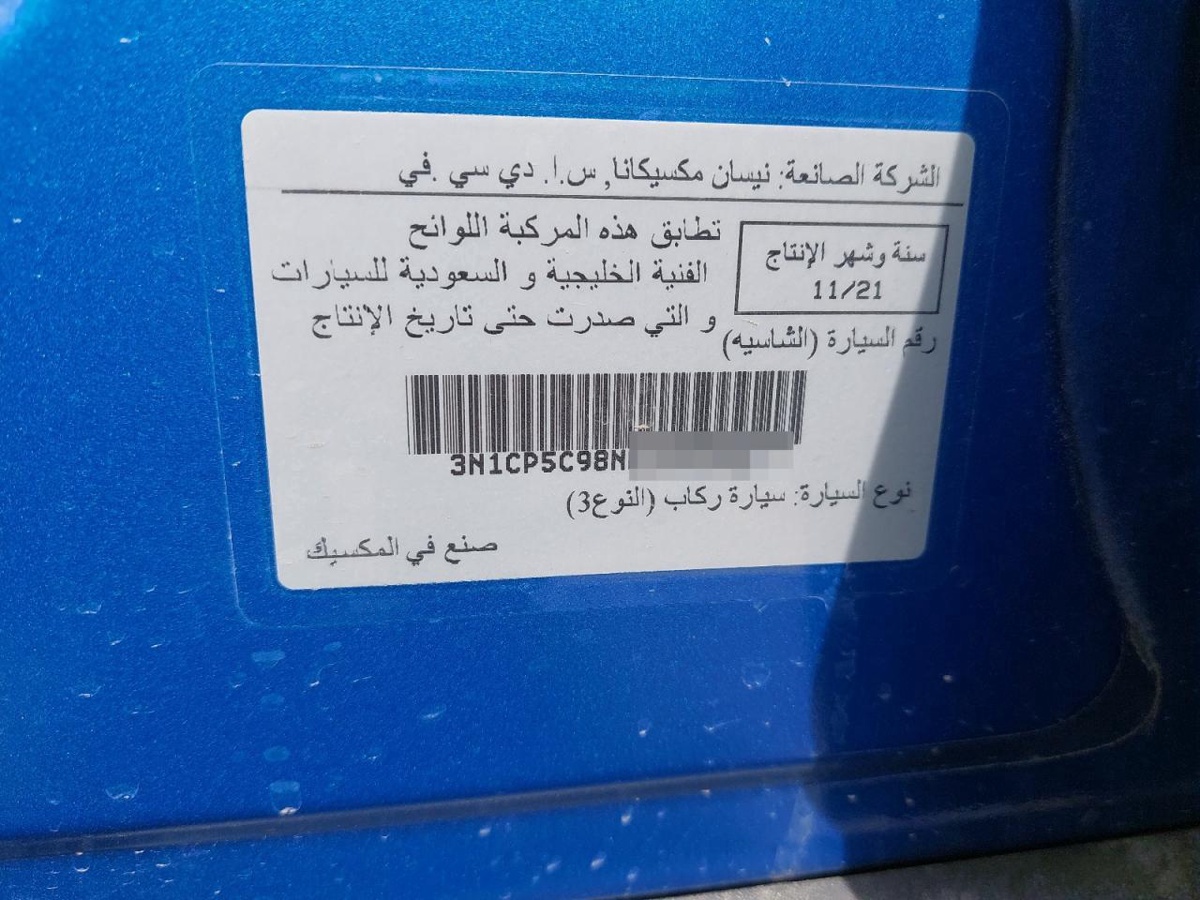 الشركة الصانعة: نيسان مكسيكانا, س.ا. دي سي .في
سنة وشهر الإنتاج
11/21
تطابق هذه المركبة اللوائح
الفنية الخليجية و السعودية للسيارات
و التي صدرت حتى تاريخ الإنتاج
رقم السيارة (الشاسيه)
3N1CP5C98N
نوع السيارة: سيارة ركاب (النوع3)
صنع في المكسيك